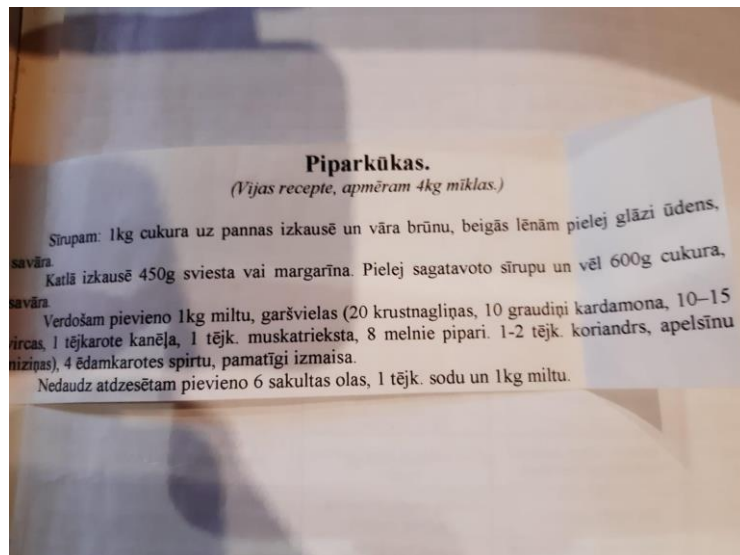 Piparkūkas.
(Vijas recepte, apmēram 4kg mīklas.)
Sīrupam: 1kg cukura uz pannas izkausē un vāra brūnu, beigās lēnām pielej glāzi ūdens,
savāra.
Katlā izkausē 450g sviesta vai margarīna. Pielej sagatavoto sīrupu un vēl 600g cukura,
savāra.
Verdošam pievieno 1kg miltu, garšvielas (20 krustnagliņas, 10 graudiņi kardamona, 10–15
1 tējkarote kanēļa, 1 tējk. muskatrieksta, 8 melnie pipari. 1-2 tējk. koriandrs, apelsīnu
4 ēdamkarotes spirtu, pamatīgi izmaisa.
Nedaudz atdzesētam pievieno 6 sakultas olas, 1 tējk. sodu un 1kg miltu.